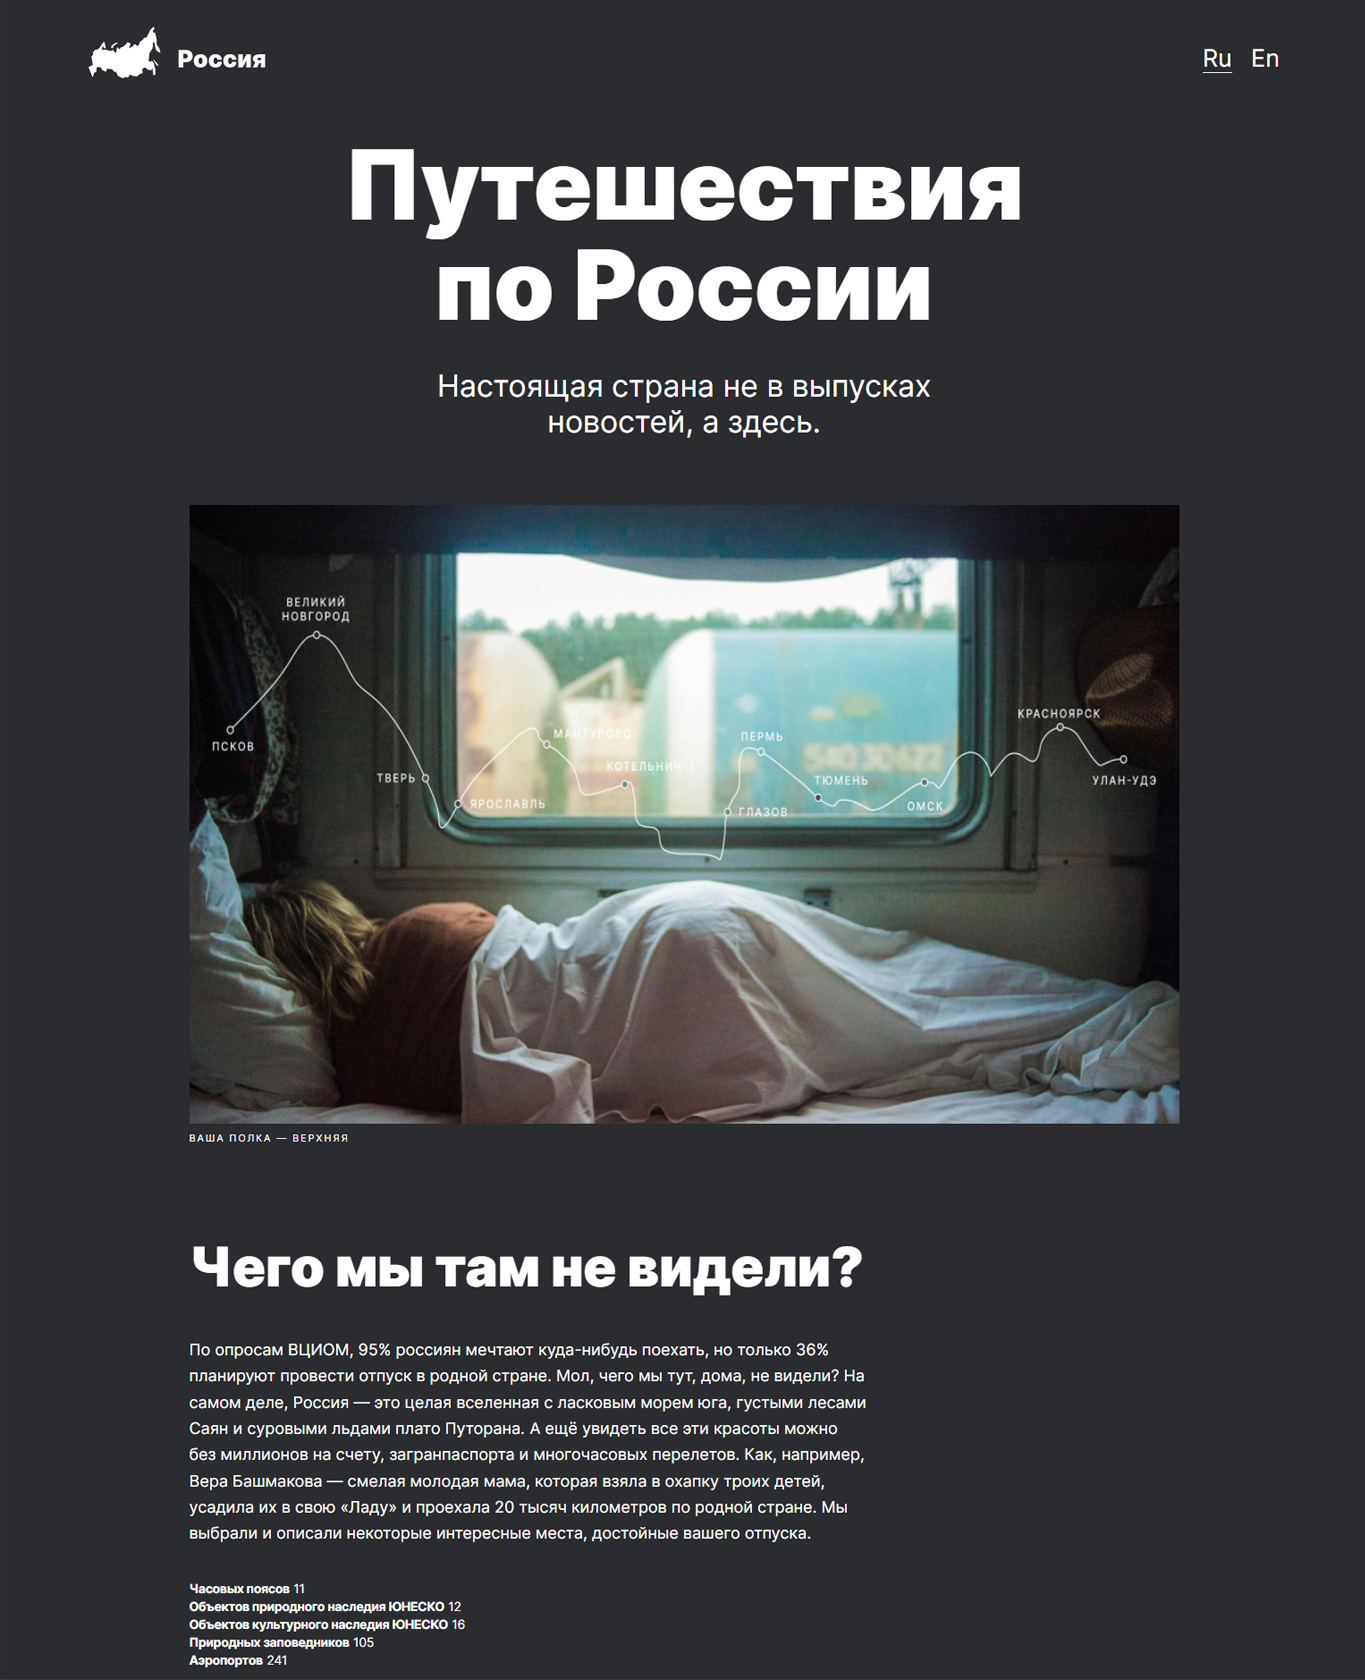 Россия
Ru En
Путешествия
по России
Настоящая страна не в выпусках
новостей, а здесь.
ВЕЛИКИЙ
НОВГОРОД
ПСКОВ
ТВЕРЬ
ЯРОСЛАВЛЬ
МАНТУРОВО
КОТЕЛЬНИЧ-1
ПЕРМЬ
ГЛАЗОВ
ТЮМЕНЬ
ОМСК
КРАСНОЯРСК
УЛАН-УДЭ
54030622
ВАША ПОЛКА — ВЕРХНЯЯ
Чего мы там не видели?
По опросам ВЦИОМ, 95% россиян мечтают куда-нибудь поехать, но только 36%
планируют провести отпуск в родной стране. Мол, чего мы тут, дома, не видели? На
самом деле, Россия — это целая вселенная с ласковым морем юга, густыми лесами
Саян и суровыми льдами плато Путорана. А ещё увидеть все эти красоты можно
без миллионов на счету, загранпаспорта и многочасовых перелетов. Как, например,
Вера Башмакова — смелая молодая мама, которая взяла в охапку троих детей,
усадила их в свою «Ладу» и проехала 20 тысяч километров по родной стране. Мы
выбрали и описали некоторые интересные места, достойные вашего отпуска.
Часовых поясов 11
Объектов природного наследия ЮНЕСКО 12
Объектов культурного наследия ЮНЕСКО 16
Природных заповедников 105
Аэропортов 241